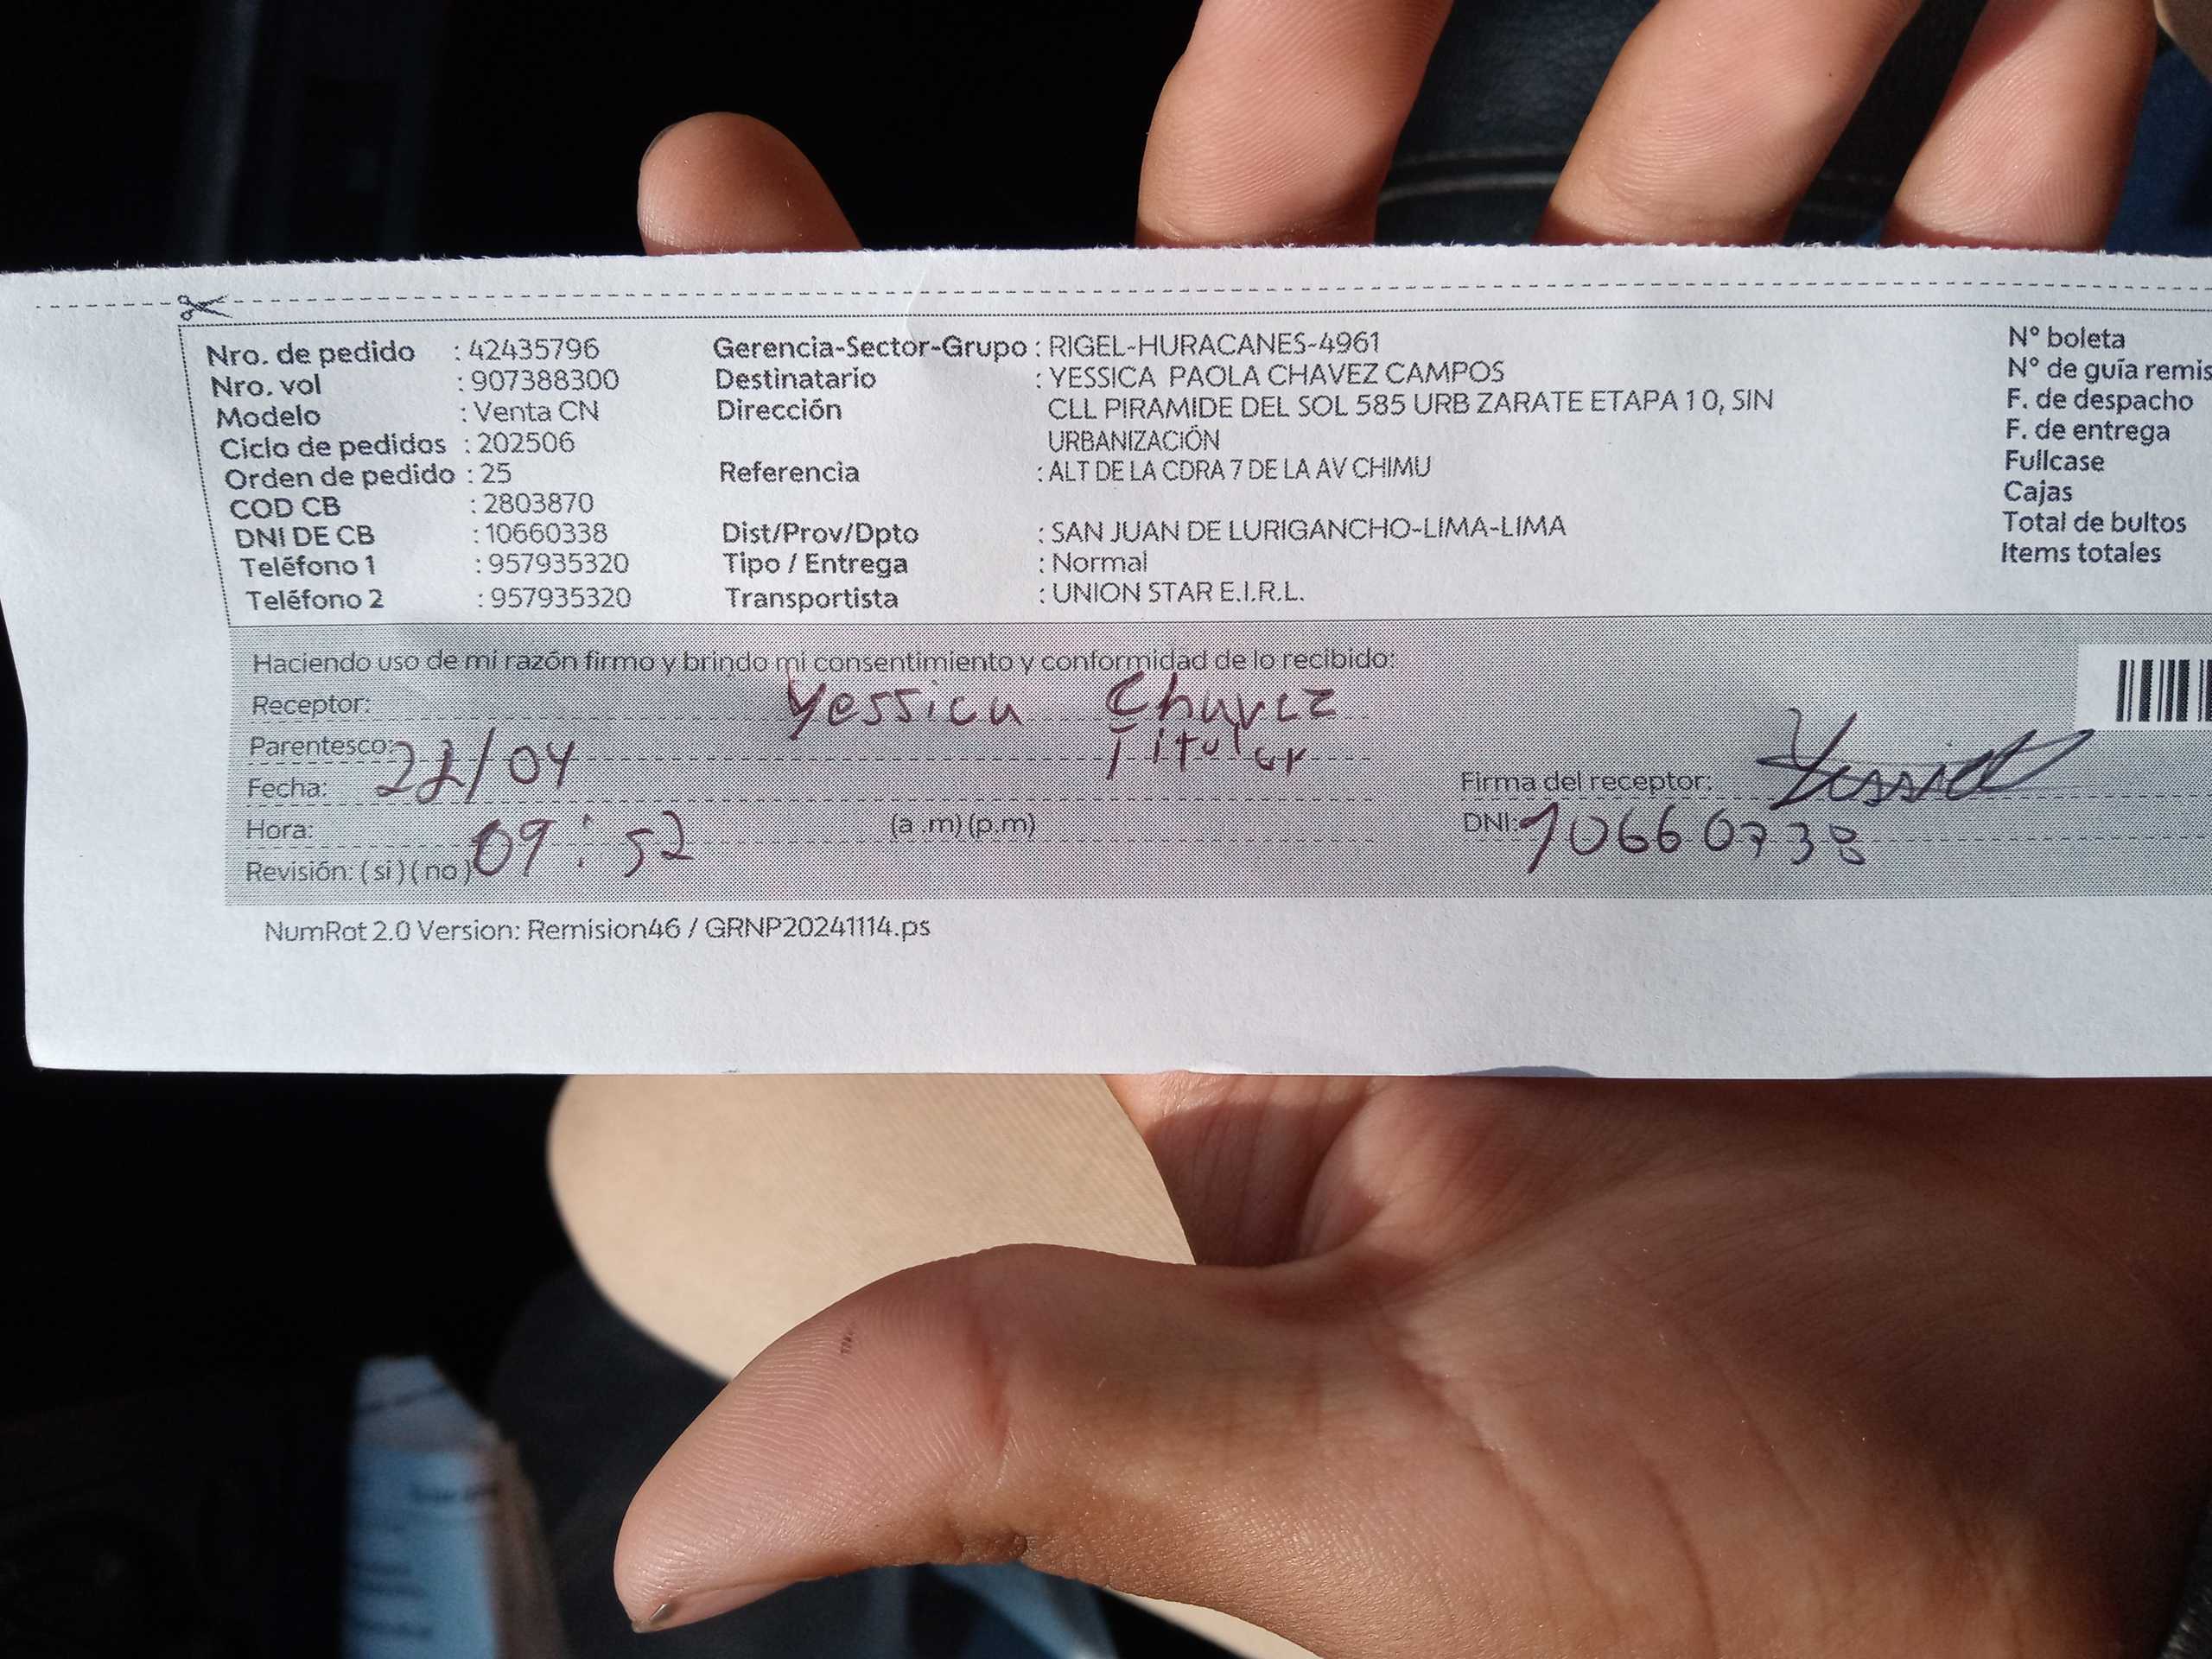 Nro. de pedido : 42435796 Gerencia-Sector-Grupo : RIGEL-HURACANES-4961 N° boleta
Nro. vol : 907388300 Destinatario : YESSICA PAOLA CHAVEZ CAMPOS N° de guía remis
Modelo : Venta CN Dirección CLL PIRAMIDE DEL SOL 585 URB ZARATE ETAPA 1 0, SIN F. de despacho
Ciclo de pedidos : 202506 URBANIZACIÓN F. de entrega
Orden de pedido : 25 Referencia : ALT DE LA CDRA 7 DE LA AV CHIMU Fullcase
COD CB : 2803870 Cajas
DNI DE CB : 10660338 Dist/Prov/Dpto : SAN JUAN DE LURIGANCHO-LIMA-LIMA Total de bultos
Teléfono 1 : 957935320 Tipo / Entrega : Normal Items totales
Teléfono 2 : 957935320 Transportista : UNION STAR E.I.R.L.
Haciendo uso de mi razón firmo y brindo mi consentimiento y conformidad de lo recibido:
Receptor: Yessica Chavez
Parentesco: Titular
Fecha: 22/04 Firma del receptor:
Hora: 09:52 (a .m) (p.m) DNI: 10660738
Revisión: ( si ) ( no )
NumRot 2.0 Version: Remision46 / GRNP20241114.ps